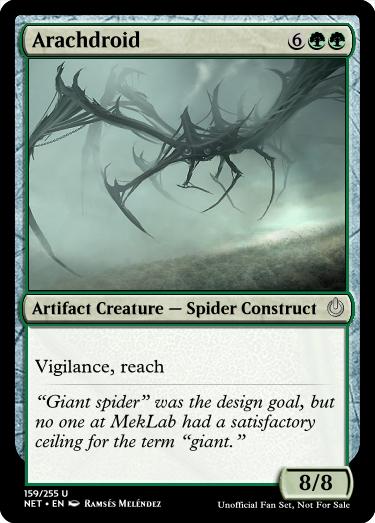 Arachdroid 6
Artifact Creature — Spider Construct
Vigilance, reach
“Giant spider” was the design goal, but
no one at MekLab had a satisfactory
ceiling for the term “giant.”
8/8
159/255 U
NET • EN Ramsés Meléndez
Unofficial Fan Set, Not For Sale